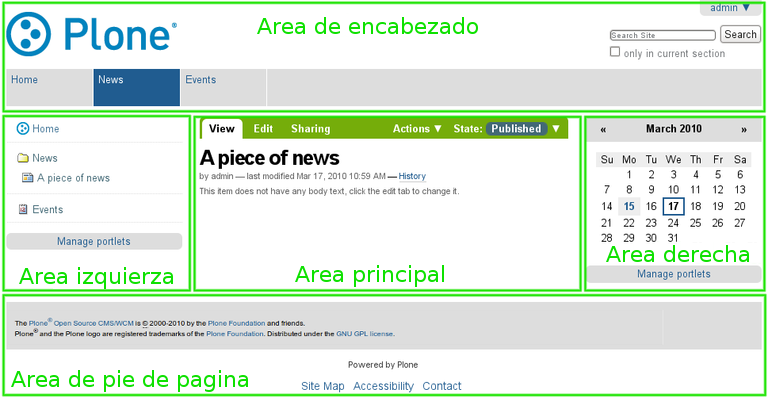 admin ▼
Plone®
Area de encabezado
Search Site
Search
only in current section
Home
News
Events
Home
News
A piece of news
Events
Manage portlets
Area izquierza
View
Edit
Sharing
Actions ▼
State: Published ▼
A piece of news
by admin — last modified Mar 17, 2010 10:59 AM — History
This item does not have any body text, click the edit tab to change it.
Area principal
« March 2010 »
Su Mo Tu We Th Fr Sa
1 2 3 4 5 6
7 8 9 10 11 12 13
14 15 16 17 18 19 20
21 22 23 24 25 26 27
28 29 30 31
Area derecha
Manage portlets
The Plone® Open Source CMS/WCM is © 2000-2010 by the Plone Foundation and friends.
Plone® and the Plone logo are registered trademarks of the Plone Foundation. Distributed under the GNU GPL license.
Powered by Plone
Area de pie de pagina
Site Map Accessibility Contact